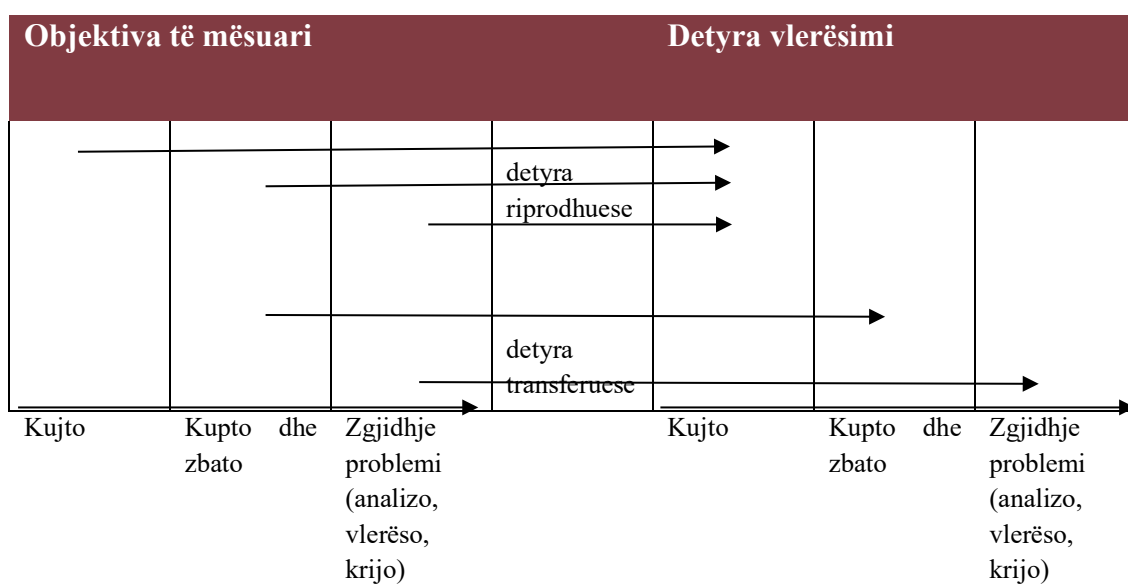 Objektiva të mësuari
Detyra vlerësimi
detyra
riprodhuese
detyra
transferuese
Kujto
Kupto dhe
zbato
Zgjidhje
problemi
(analizo,
vlerëso,
krijo)
Kujto
Kupto dhe
zbato
Zgjidhje
problemi
(analizo,
vlerëso,
krijo)